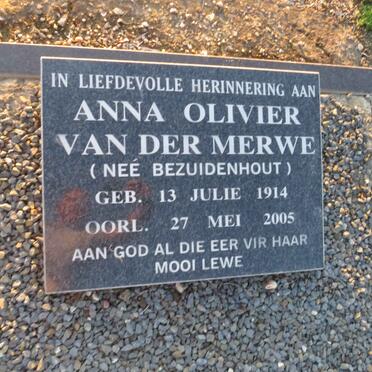 IN LIEFDEVOLLE HERINNERING AAN
ANNA OLIVIER
VAN DER MERWE
( NEÉ BEZUIDENHOUT )
GEB. 13 JULIE 1914
OORL. 27 MEI 2005
AAN GOD AL DIE EER VIR HAAR
MOOI LEWE